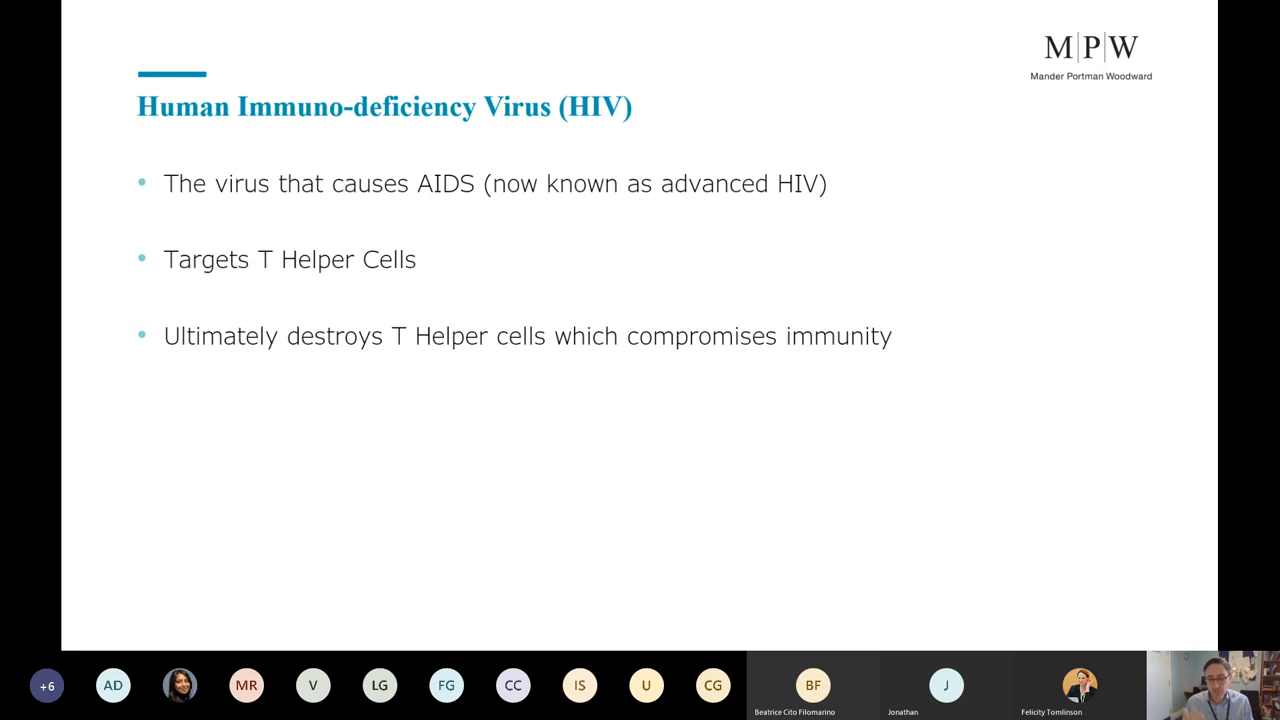 M|P|W
Mander Portman Woodward
Human Immuno-deficiency Virus (HIV)
• The virus that causes AIDS (now known as advanced HIV)
• Targets T Helper Cells
• Ultimately destroys T Helper cells which compromises immunity
+6 AD MR V LG FG CC IS U CG BF J
Beatrice Cito Filomarino Jonathan Felicity Tomlinson